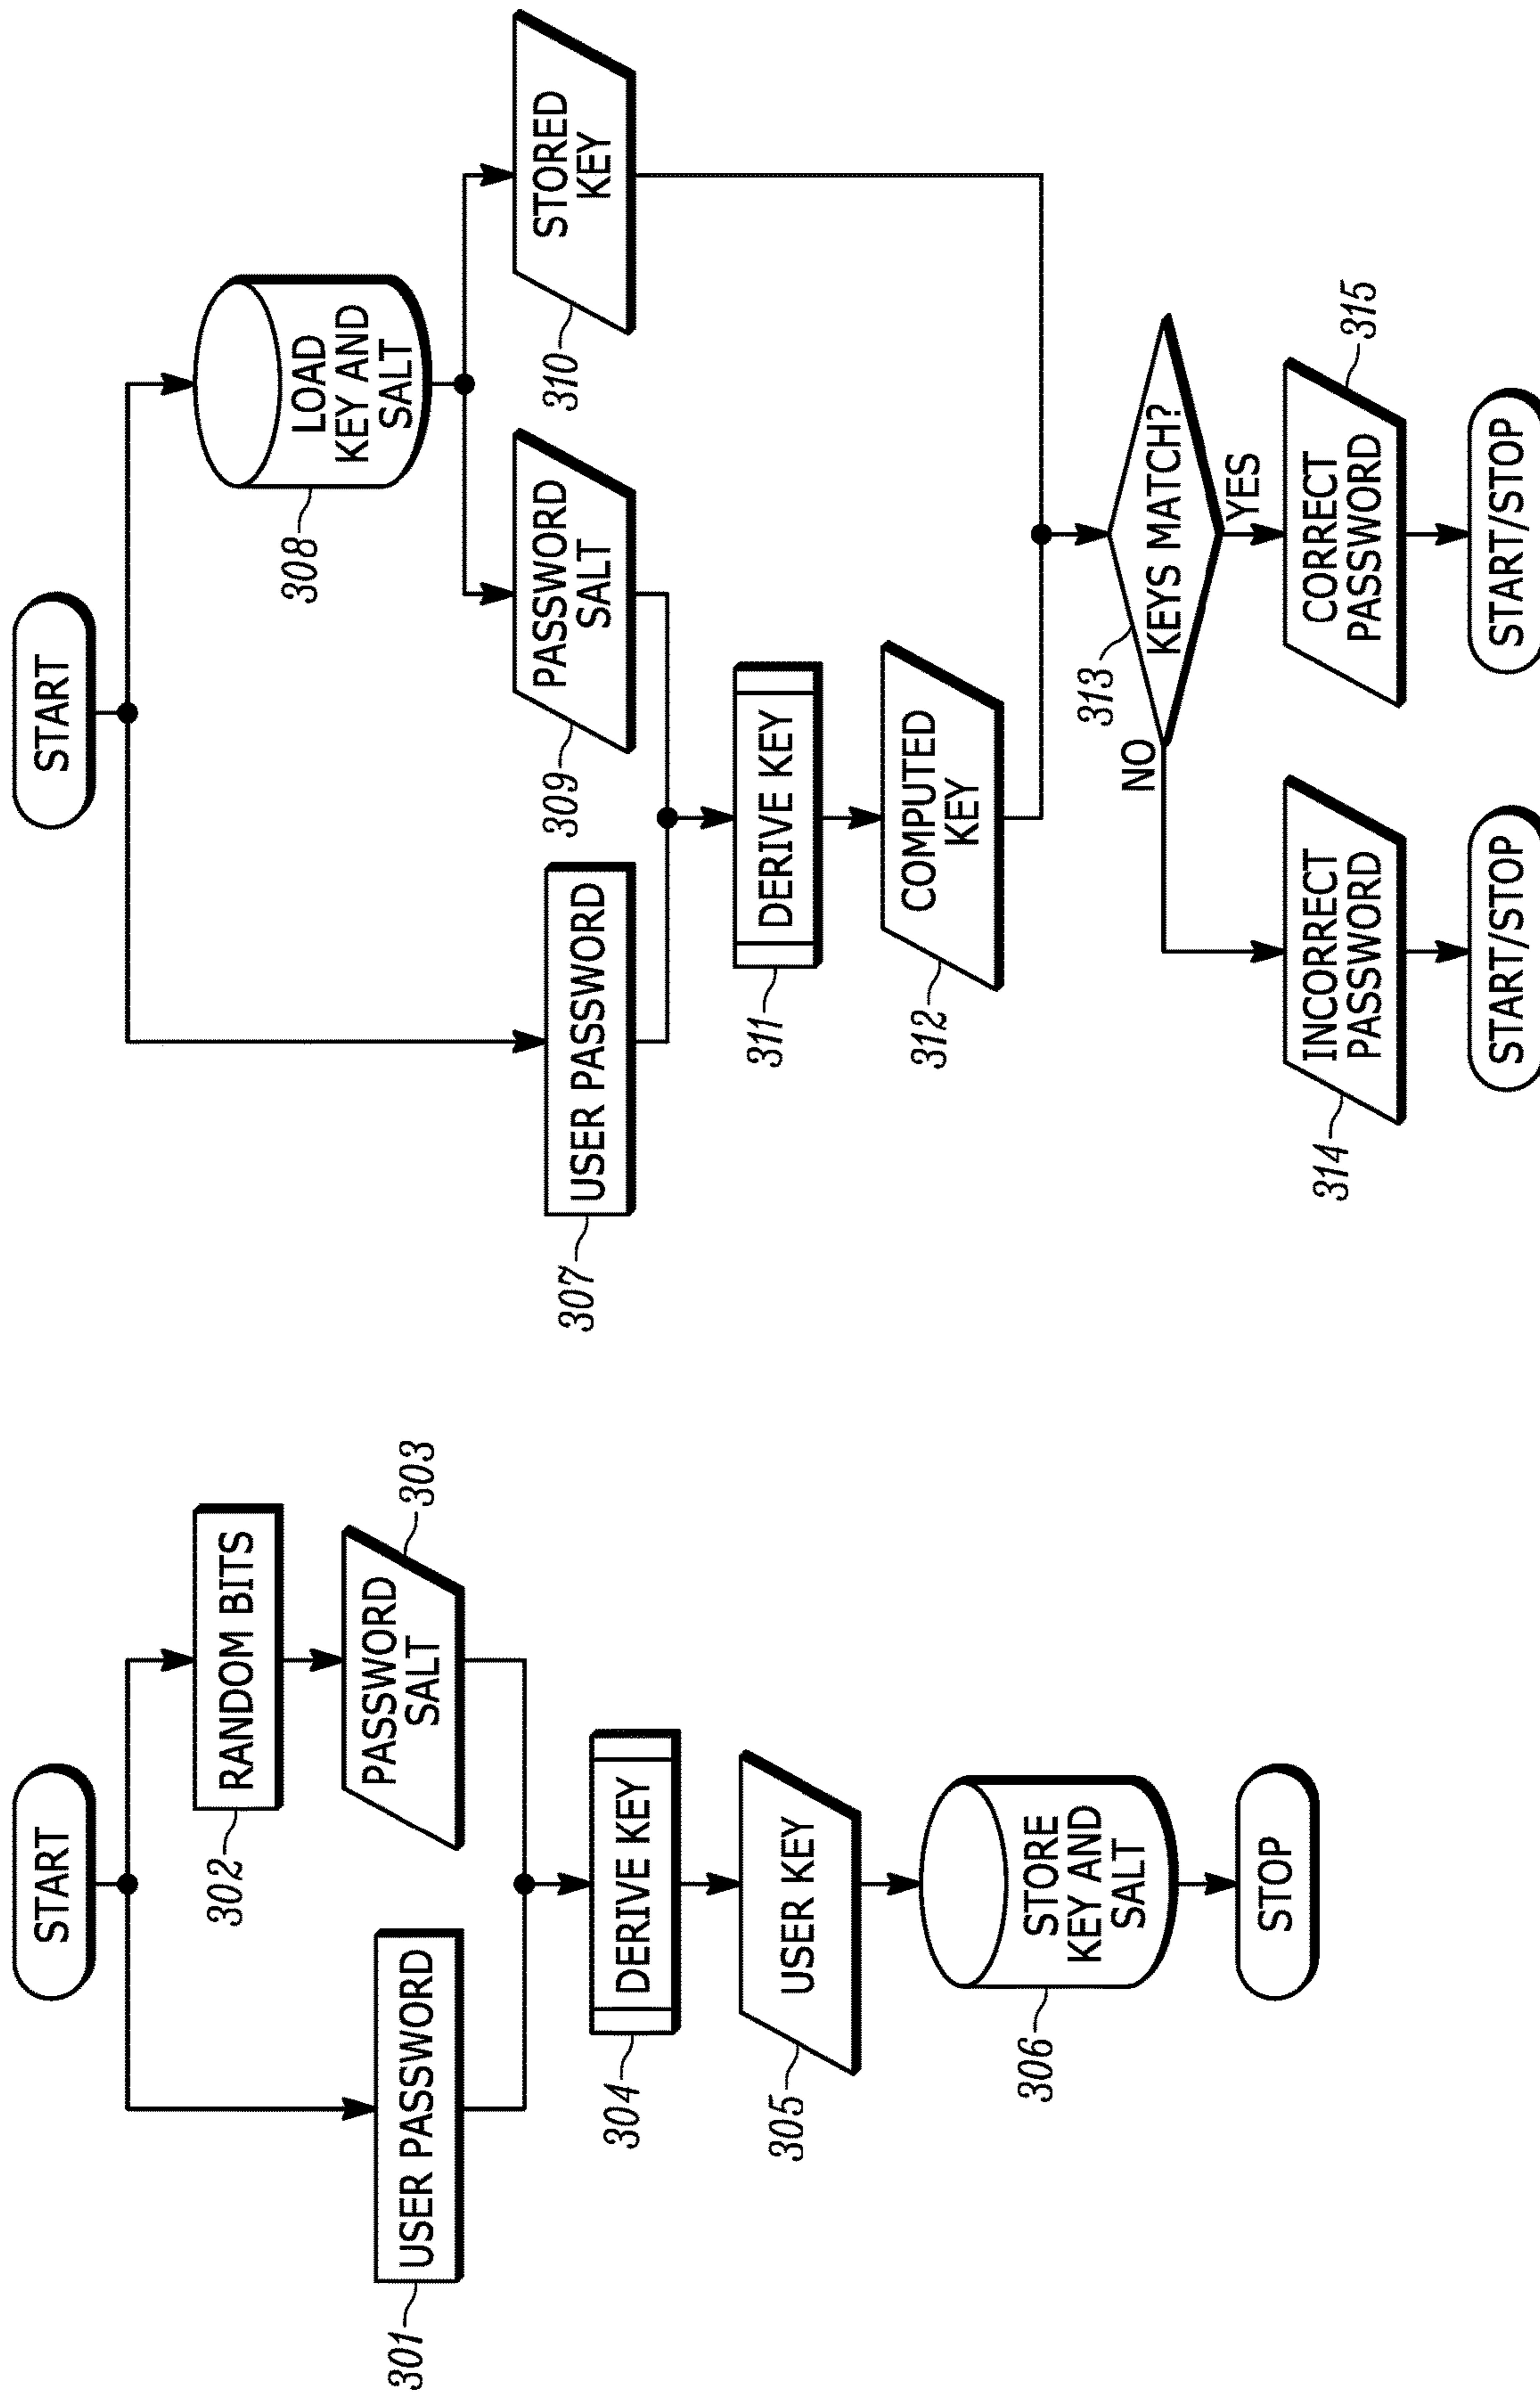 START
302
RANDOM BITS
PASSWORD
SALT
303
301
USER PASSWORD
304
DERIVE KEY
305
USER KEY
306
STORE
KEY AND
SALT
STOP
START
308
LOAD
KEY AND
SALT
307
USER PASSWORD
309
PASSWORD
SALT
310
STORED
KEY
311
DERIVE KEY
312
COMPUTED
KEY
313
KEYS MATCH?
NO
YES
314
INCORRECT
PASSWORD
CORRECT
PASSWORD
315
START/STOP
START/STOP